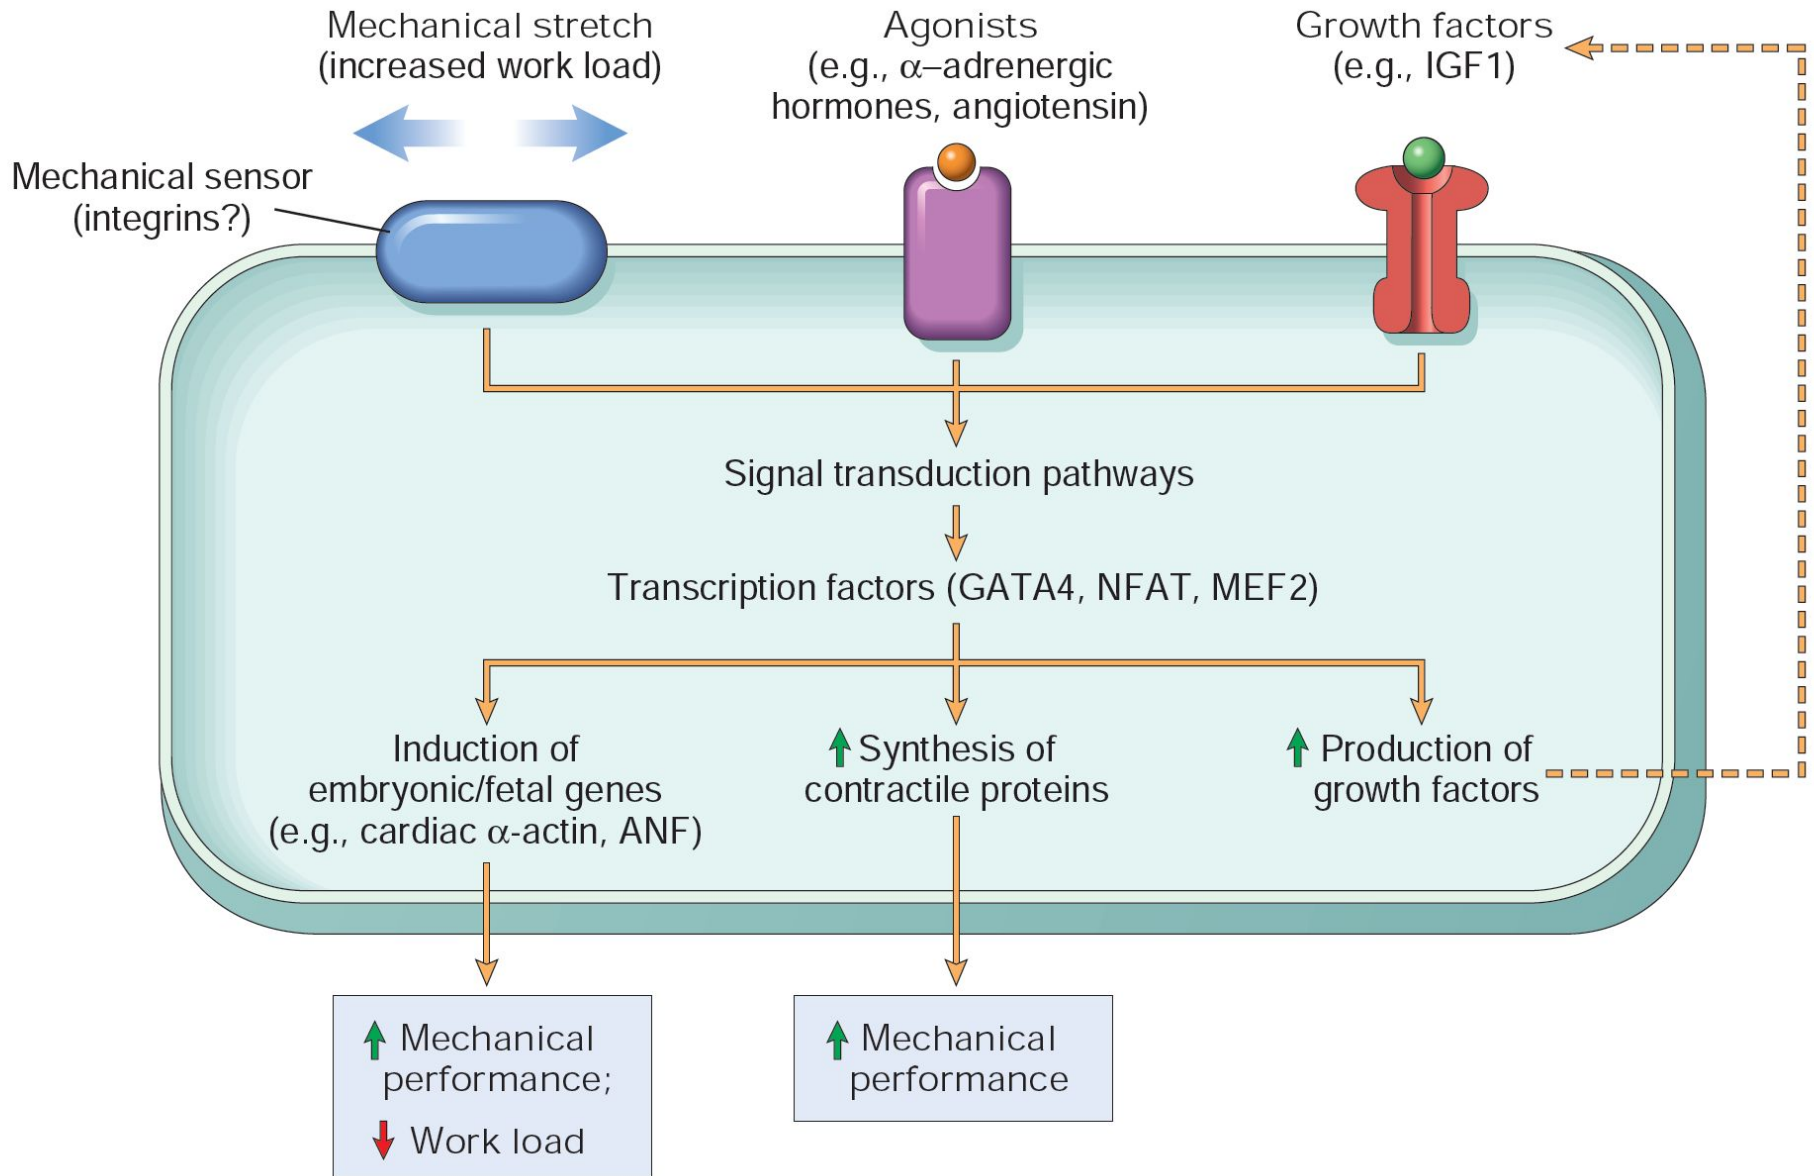 Mechanical stretch
(increased work load)
Agonists
(e.g., α–adrenergic
hormones, angiotensin)
Growth factors
(e.g., IGF1)
Mechanical sensor
(integrins?)
Signal transduction pathways
Transcription factors (GATA4, NFAT, MEF2)
Induction of
embryonic/fetal genes
(e.g., cardiac α-actin, ANF)
Synthesis of
contractile proteins
Production of
growth factors
Mechanical
performance;
Work load
Mechanical
performance